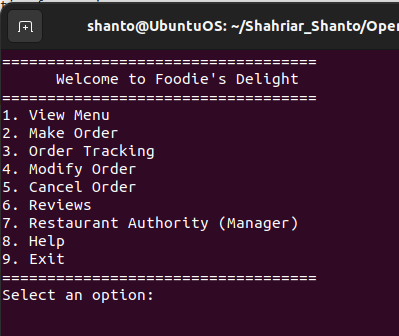 shanto@UbuntuOS: ~/Shahriar_Shanto/Oper
===================================
Welcome to Foodie's Delight
===================================
1. View Menu
2. Make Order
3. Order Tracking
4. Modify Order
5. Cancel Order
6. Reviews
7. Restaurant Authority (Manager)
8. Help
9. Exit
===================================
Select an option: